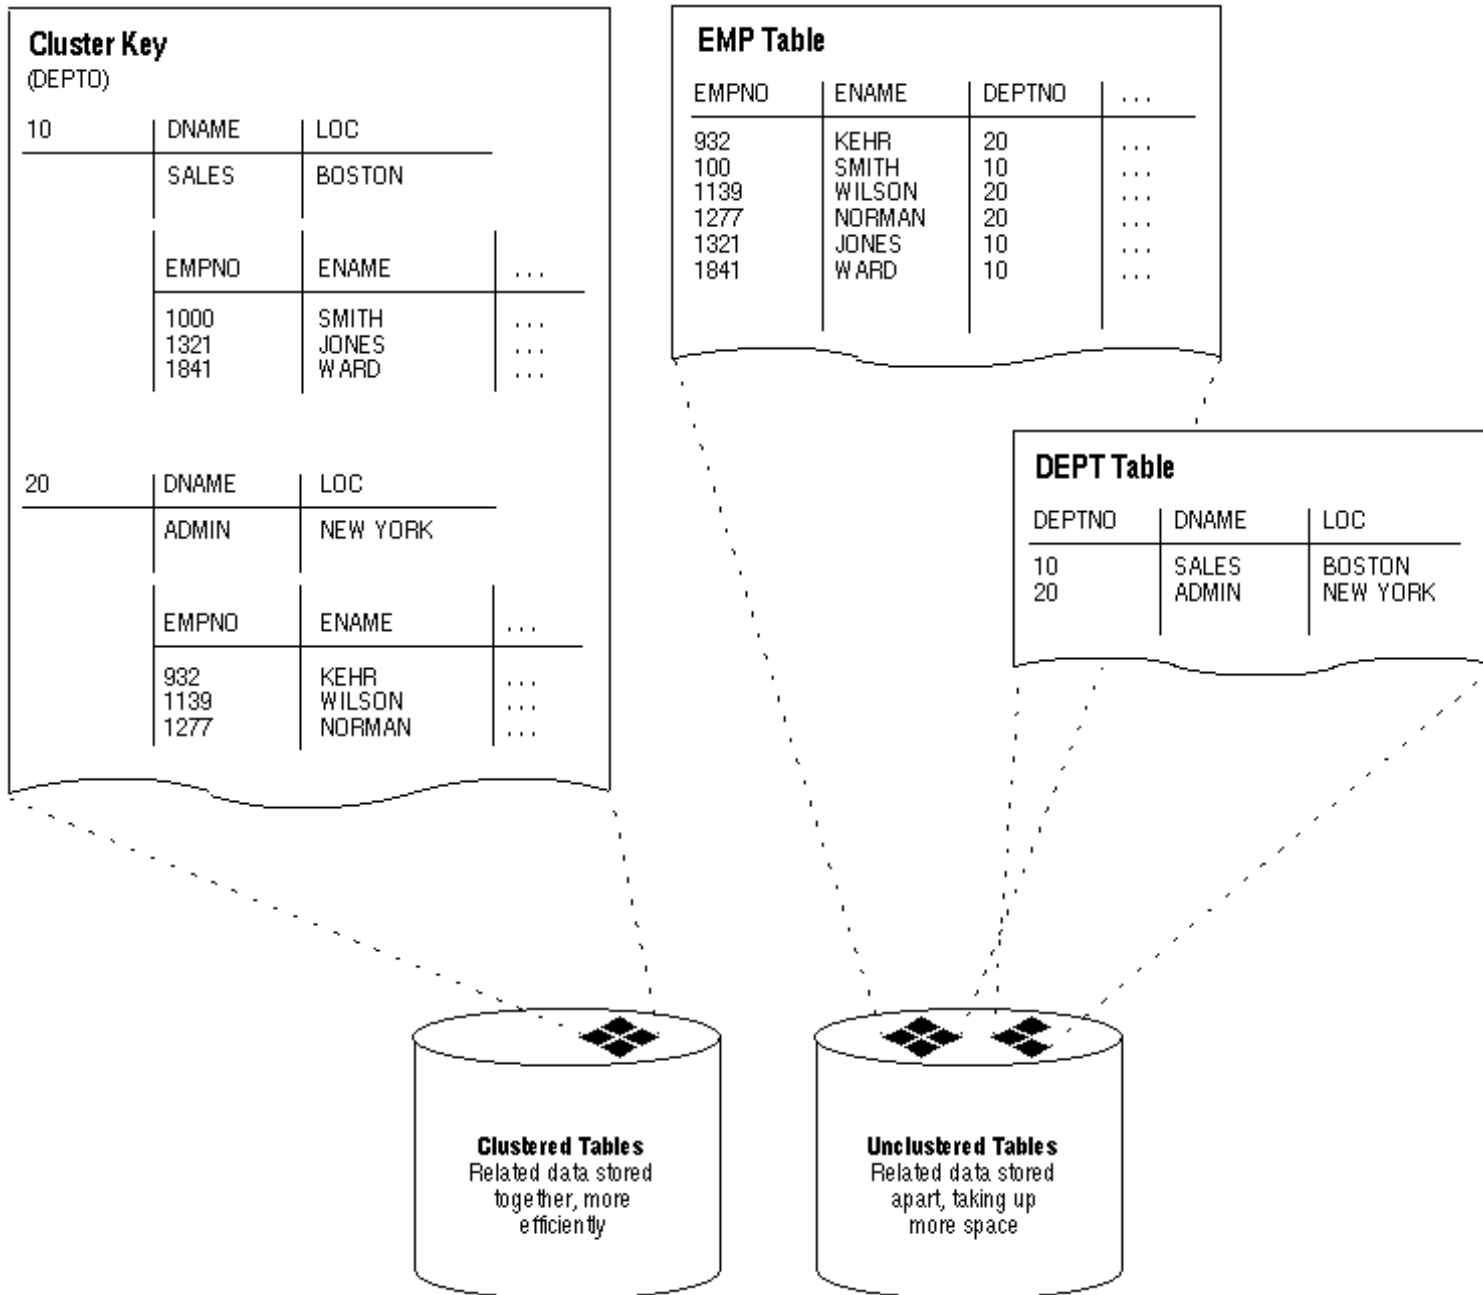 Cluster Key
(DEPTO)
10 DNAME LOC
SALES BOSTON
EMPNO ENAME ...
1000 SMITH ...
1321 JONES ...
1841 WARD ...
20 DNAME LOC
ADMIN NEW YORK
EMPNO ENAME ...
932 KEHR ...
1139 WILSON ...
1277 NORMAN ...
EMP Table
EMPNO ENAME DEPTNO ...
932 KEHR 20 ...
100 SMITH 10 ...
1139 WILSON 20 ...
1277 NORMAN 20 ...
1321 JONES 10 ...
1841 WARD 10 ...
DEPT Table
DEPTNO DNAME LOC
10 SALES BOSTON
20 ADMIN NEW YORK
Clustered Tables
Related data stored
together, more
efficiently
Unclustered Tables
Related data stored
apart, taking up
more space